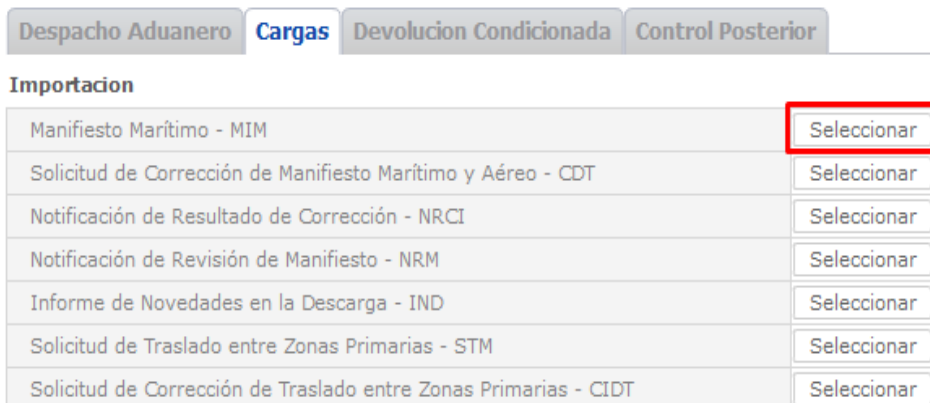 Despacho Aduanero Cargas Devolucion Condicionada Control Posterior
Importacion
Manifiesto Marítimo - MIM Seleccionar
Solicitud de Corrección de Manifiesto Marítimo y Aéreo - CDT Seleccionar
Notificación de Resultado de Corrección - NRCI Seleccionar
Notificación de Revisión de Manifiesto - NRM Seleccionar
Informe de Novedades en la Descarga - IND Seleccionar
Solicitud de Traslado entre Zonas Primarias - STM Seleccionar
Solicitud de Corrección de Traslado entre Zonas Primarias - CIDT Seleccionar